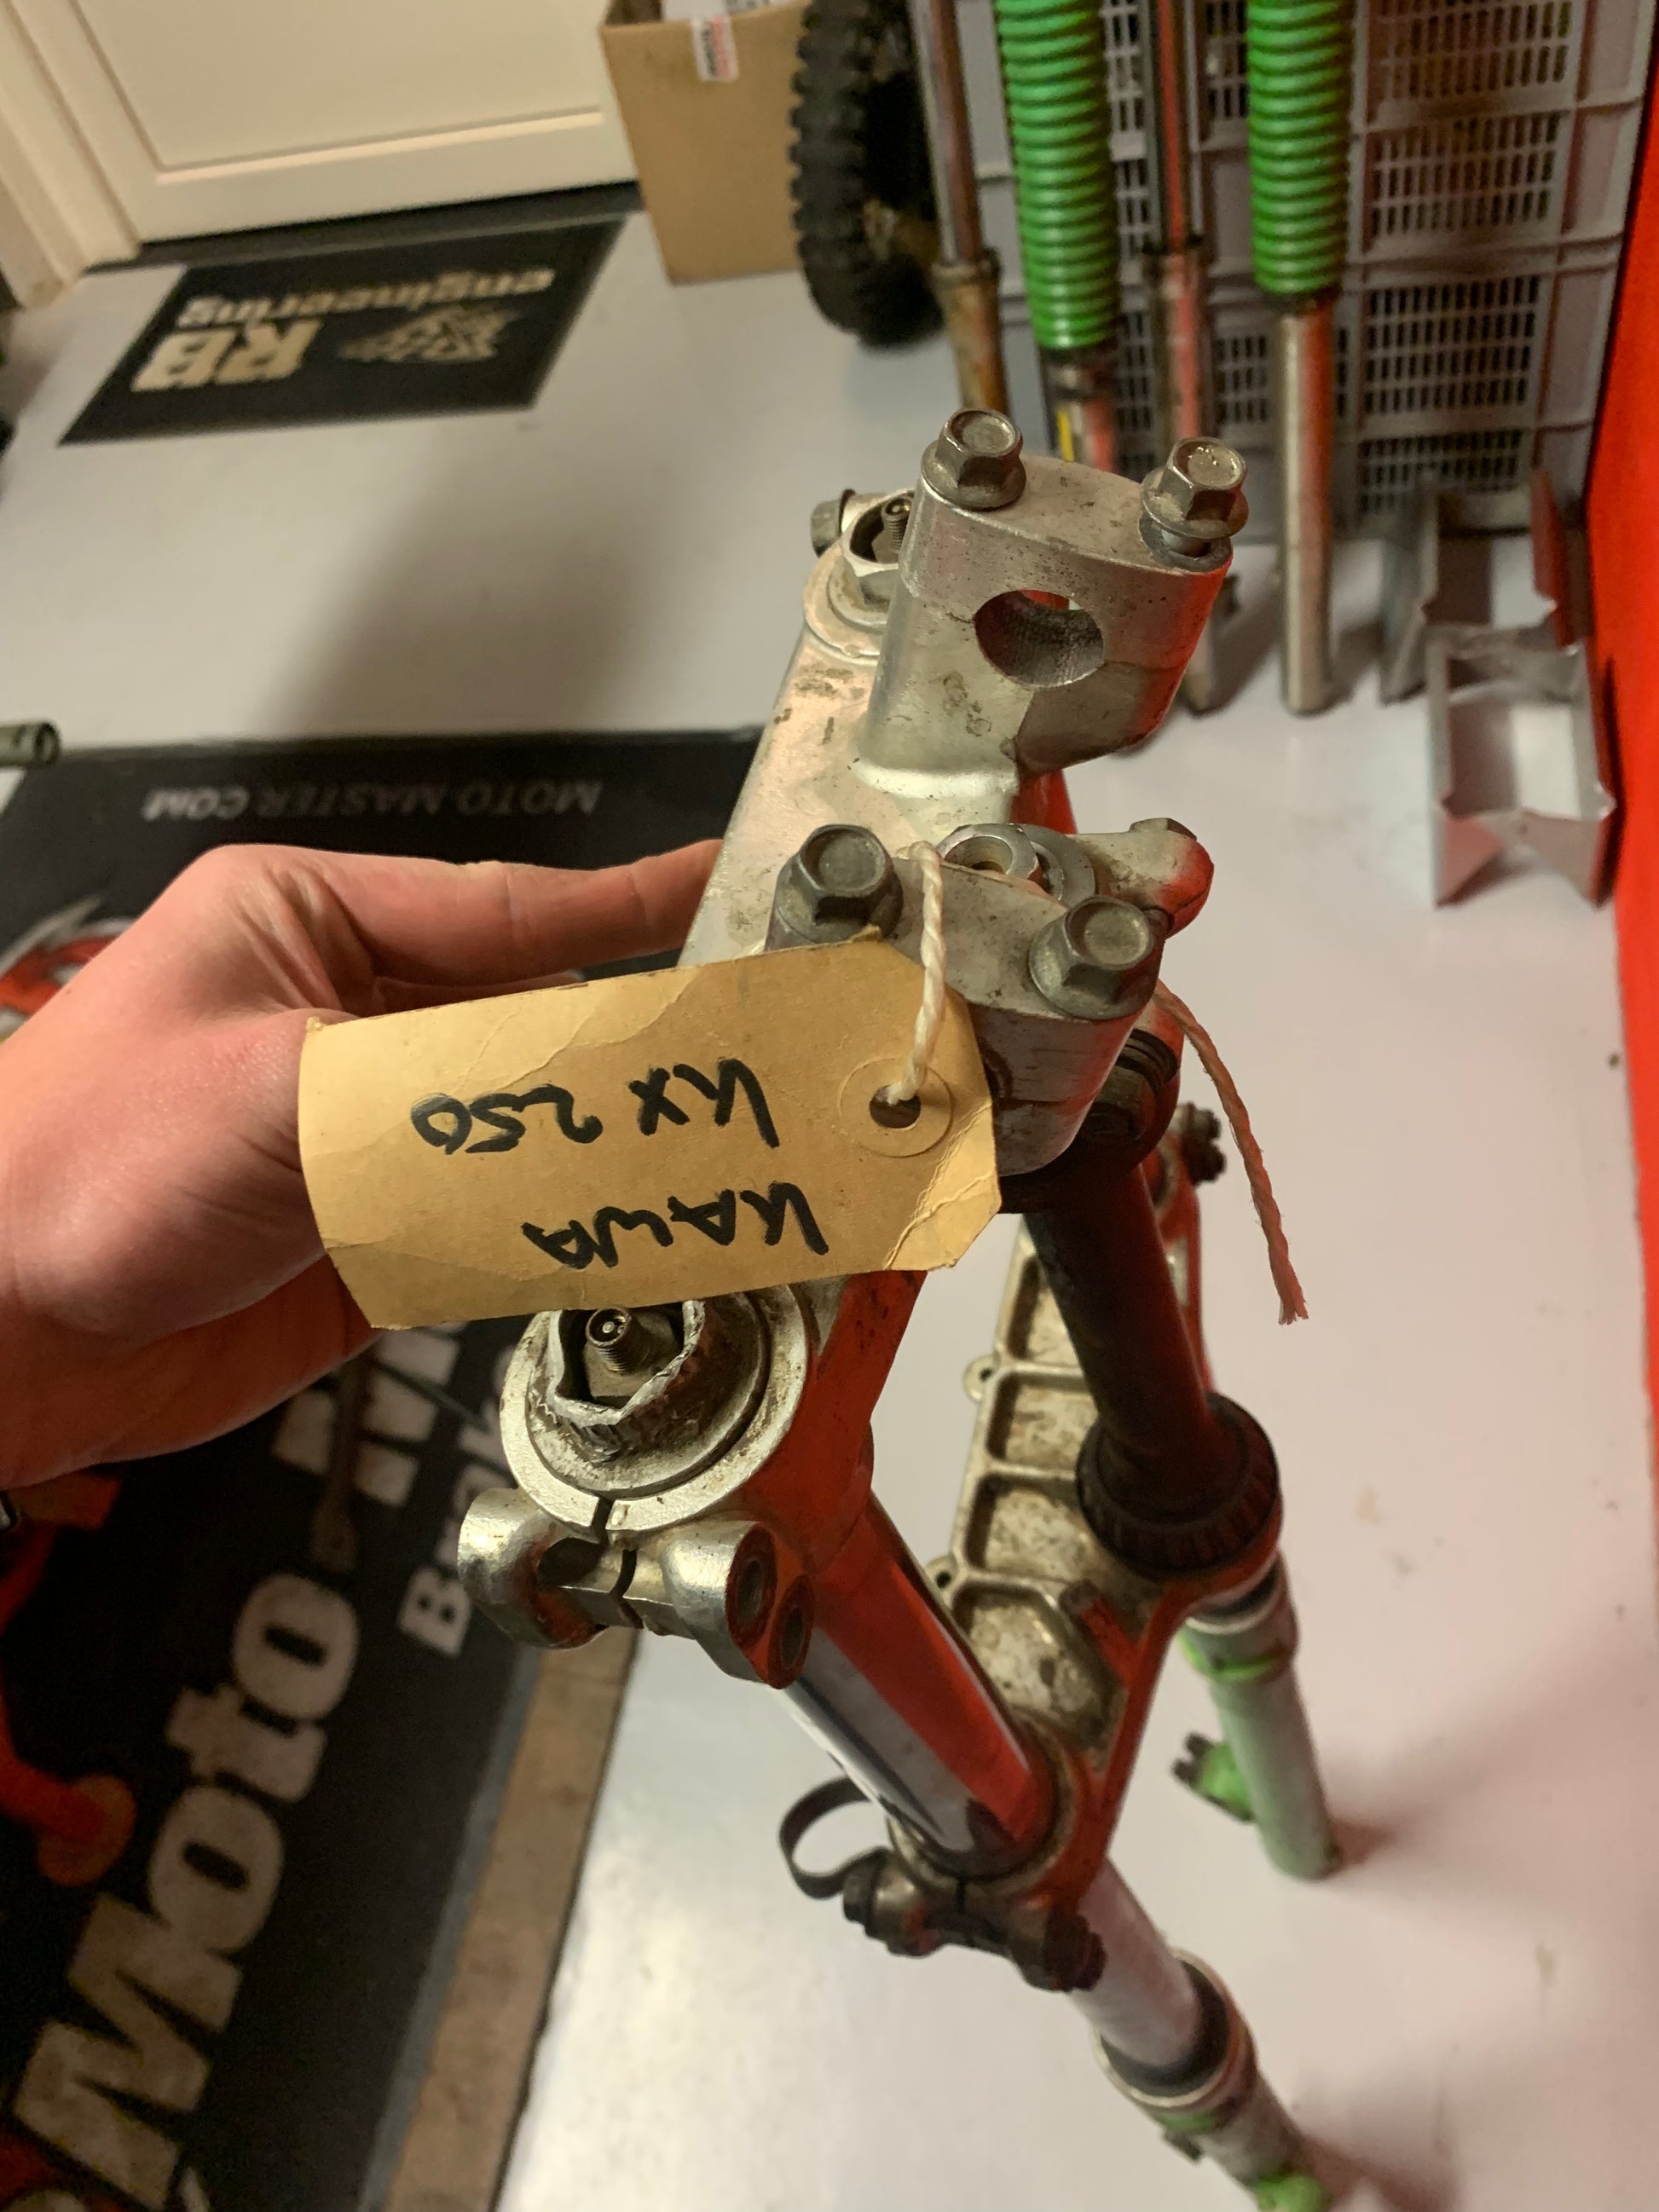 KAWA
KX 250
RB
engineering
MOTO MASTER COM
Moto